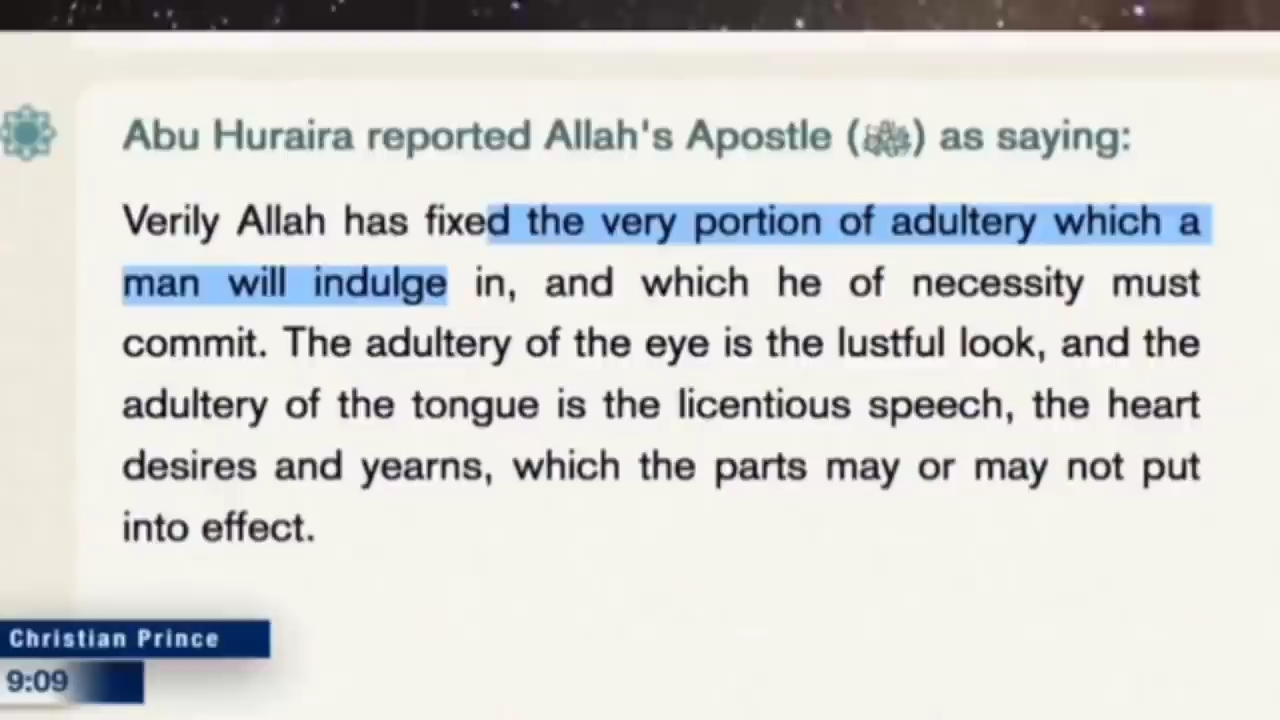 Abu Huraira reported Allah's Apostle (ﷺ) as saying:
Verily Allah has fixed the very portion of adultery which a
man will indulge in, and which he of necessity must
commit. The adultery of the eye is the lustful look, and the
adultery of the tongue is the licentious speech, the heart
desires and yearns, which the parts may or may not put
into effect.
Christian Prince
9:09